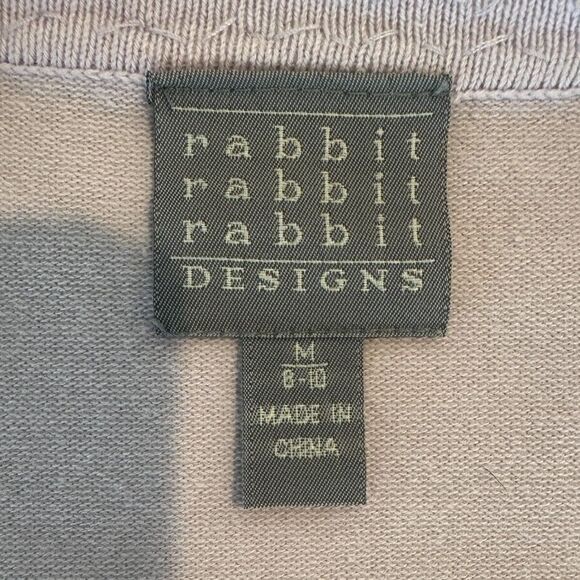 rabbit
rabbit
rabbit
DESIGNS
M
8-10
MADE IN
CHINA